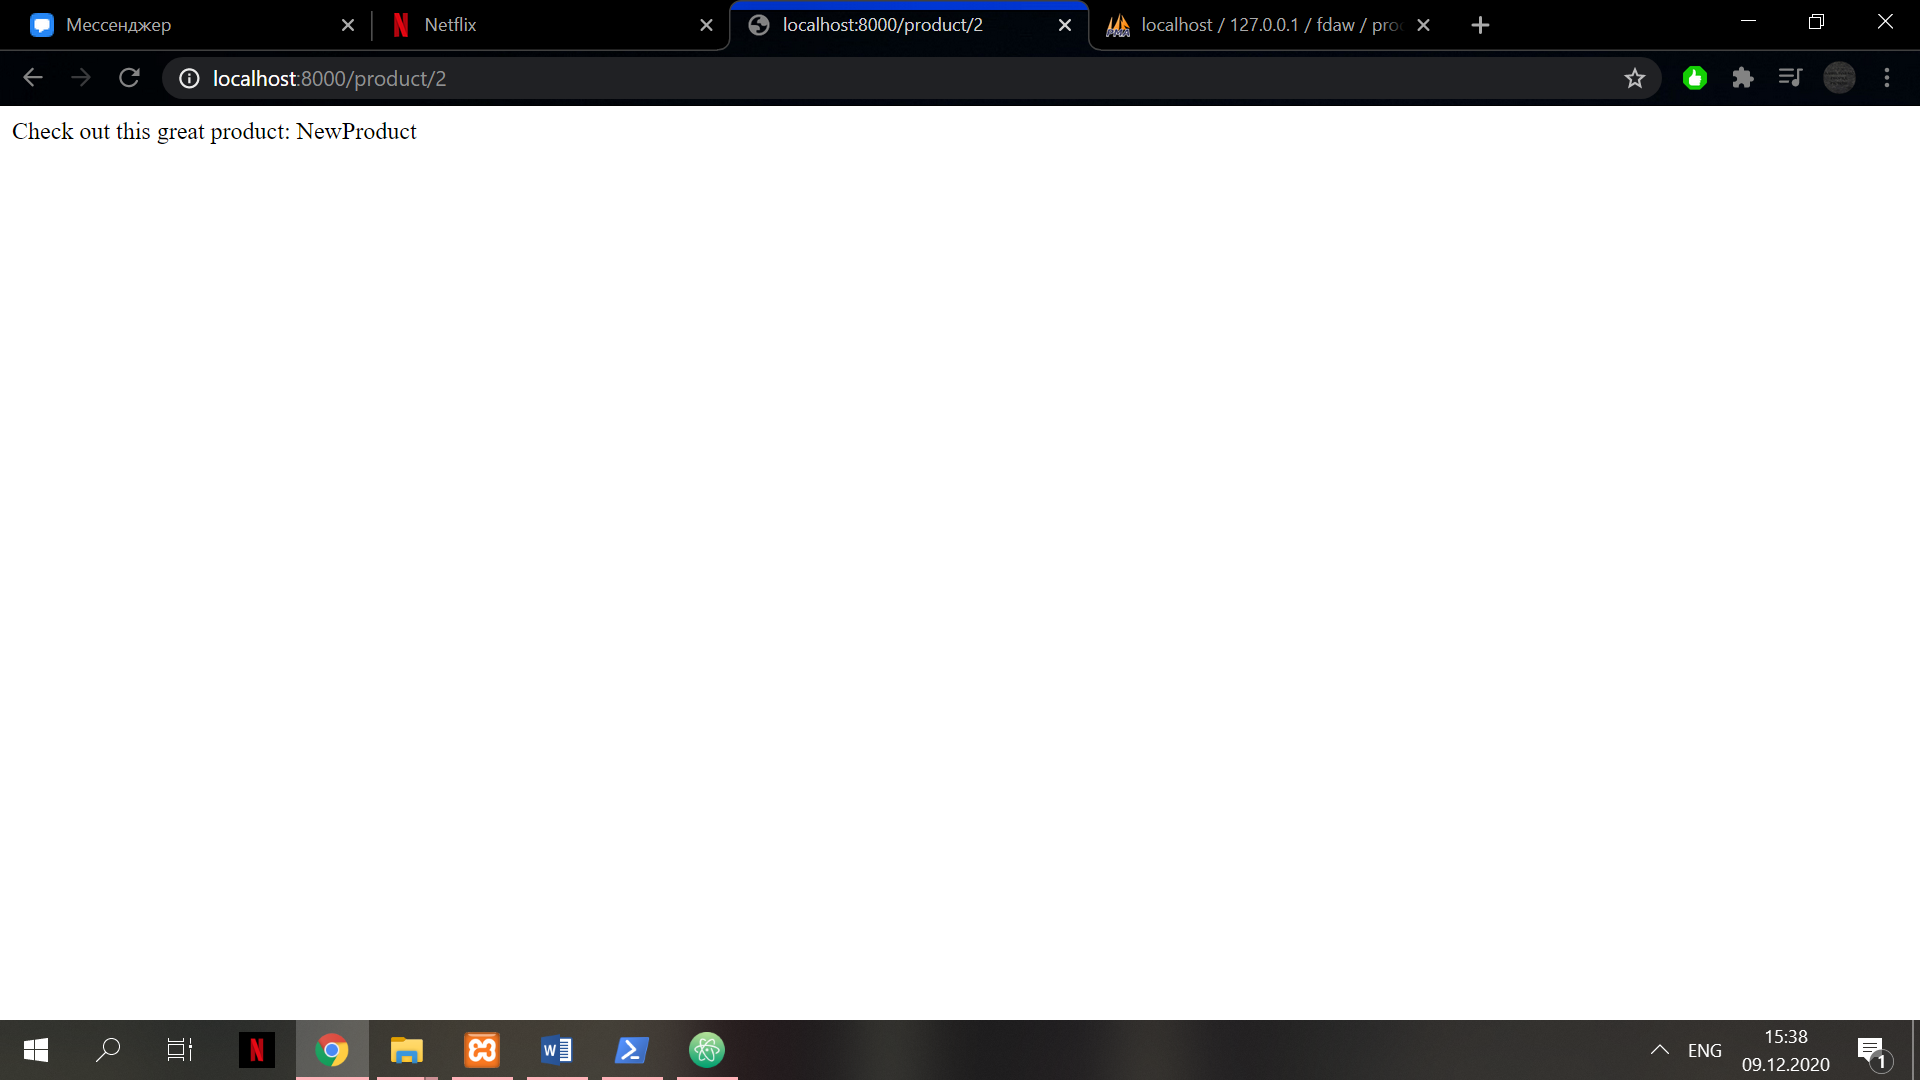 Мессенджер
Netflix
localhost:8000/product/2
localhost / 127.0.0.1 / fdaw / pro
localhost:8000/product/2
Check out this great product: NewProduct
ENG
15:38
09.12.2020
1